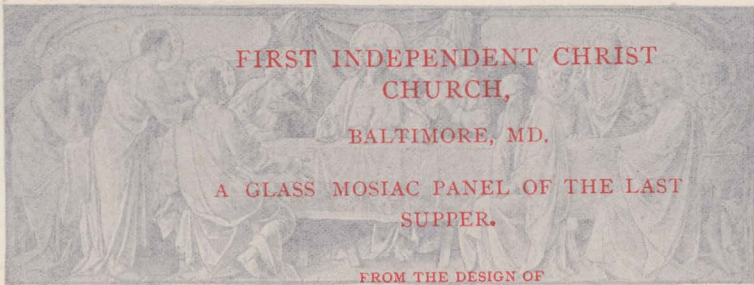 FIRST INDEPENDENT CHRIST
CHURCH,
BALTIMORE, MD.
A GLASS MOSIAC PANEL OF THE LAST
SUPPER.
FROM THE DESIGN OF